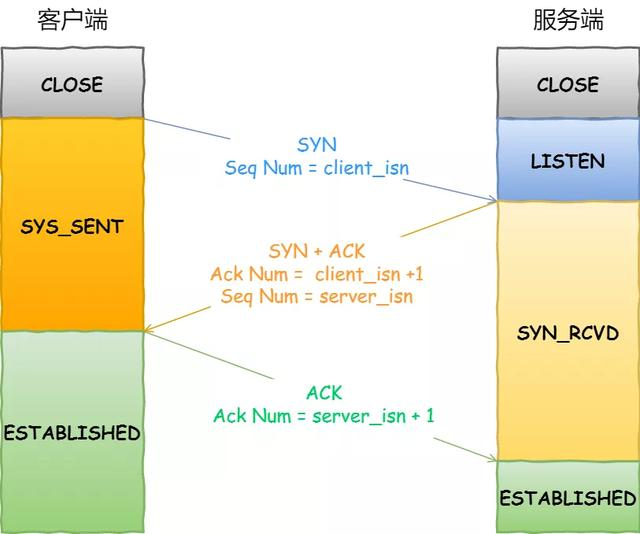 客户端
服务端
CLOSE
CLOSE
SYN
Seq Num = client_isn
LISTEN
SYS_SENT
SYN + ACK
Ack Num =  client_isn +1
Seq Num = server_isn
SYN_RCVD
ACK
Ack Num = server_isn + 1
ESTABLISHED
ESTABLISHED